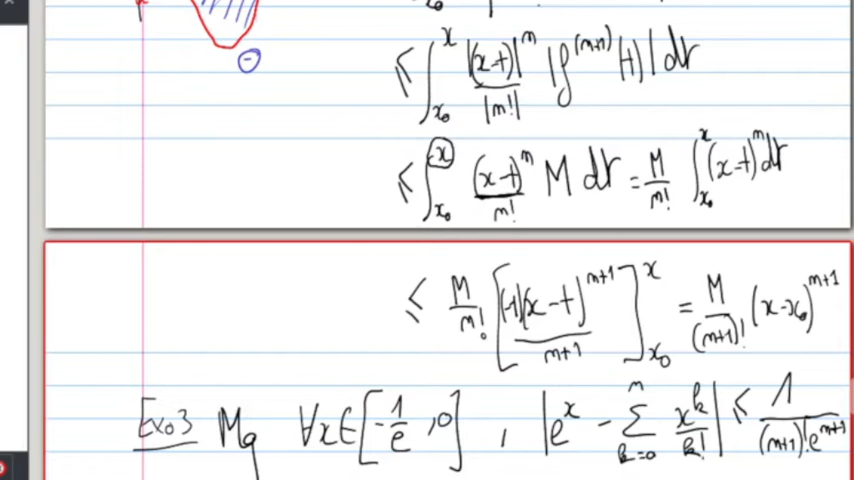 ≤ ∫_{x₀}^{x} |(x-t)|^n / |n!| |f^{(n+1)}(t)| dt
⊖
≤ ∫_{x₀}^{x} (x-t)^n / n! M dt = M/n! ∫_{x₀}^{x} (x-t)^n dt
≤ M/n! [(-1)(x-t)^{n+1} / n+1]_{x₀}^{x} = M/(n+1)! (x-x₀)^{n+1}
Exo3 Mq ∀x∈[-1/e, 0], |e^x - ∑_{k=0}^{n} x^k/k!| ≤ 1/(n+1)!e^{n+1}